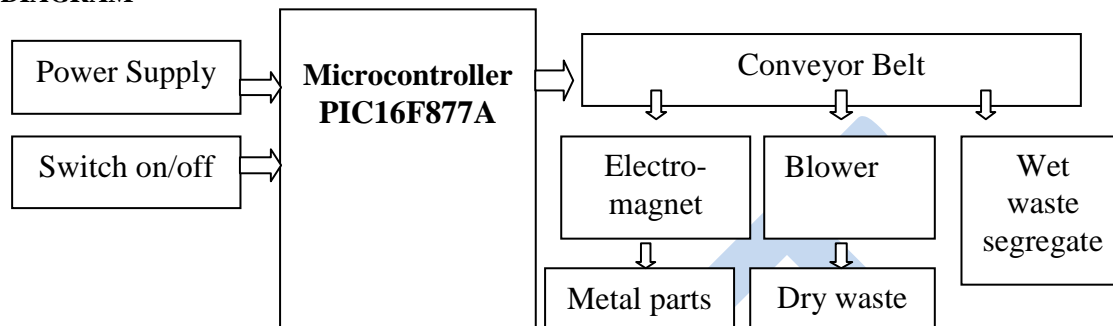 DIAGRAM
Power Supply
Switch on/off
Microcontroller
PIC16F877A
Conveyor Belt
Electro-
magnet
Blower
Wet
waste
segregate
Metal parts
Dry waste